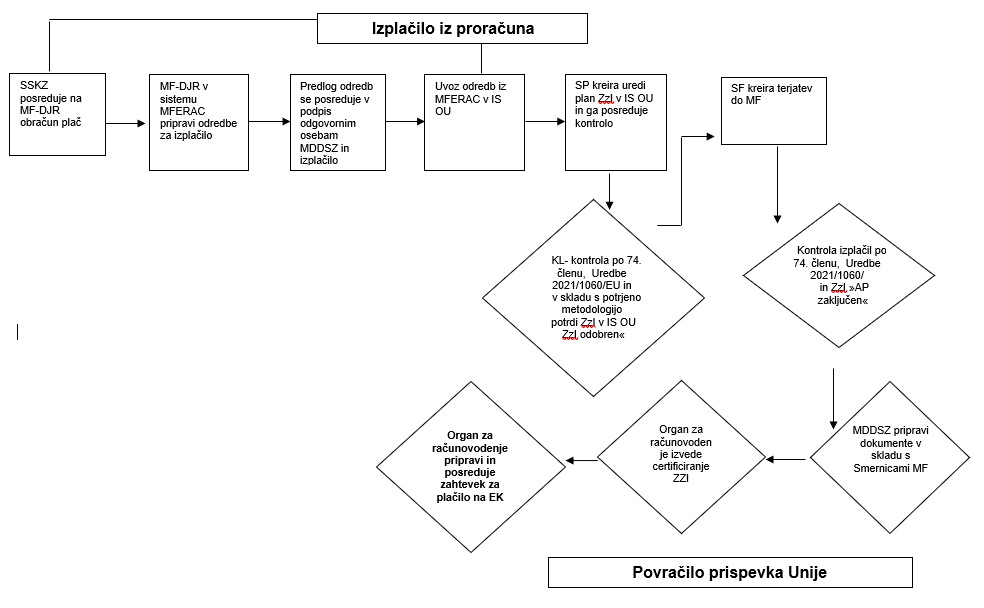 Izplačilo iz proračuna
SSKZ
posreduje na
MF-DJR
obračun plač
MF-DJR v
sistemu
MFERAC
pripravi odredbe
za izplačilo
Predlog odredb
se posreduje v
podpis
odgovornim
osebam
MDDSZ in
izplačilo
Uvoz odredb iz
MFERAC v IS
OU
SP kreira uredi
plan ZzI v IS OU
in ga posreduje
kontrolo
SF kreira terjatev
do MF
KL- kontrola po 74.
členu, Uredbe
2021/1060/EU in
v skladu s potrjeno
metodologijo
potrdi ZzI v IS OU
ZzI odobren«
Kontrola izplačil po
74. členu, Uredbe
2021/1060/
in ZzI »AP
zaključen«
MDDSZ pripravi
dokumente v
skladu s
Smernicami MF
Organ za
računovoden
je izvede
certificiranje
ZZI
Organ za
računovodenje
pripravi in
posreduje
zahtevek za
plačilo na EK
Povračilo prispevka Unije